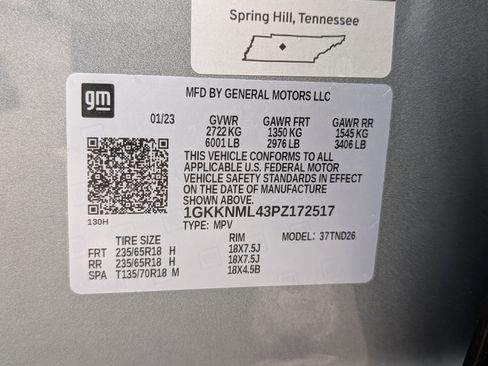 Spring Hill, Tennessee
gm
MFD BY GENERAL MOTORS LLC
01/23 GVWR GAWR FRT GAWR RR
2722 KG 1350 KG 1545 KG
6001 LB 2976 LB 3406 LB
THIS VEHICLE CONFORMS TO ALL
APPLICABLE U.S. FEDERAL MOTOR
VEHICLE SAFETY STANDARDS IN EFFECT
ON THE DATE OF MANUFACTURE
SHOWN ABOVE.
1GKKNML43PZ172517
130H
TYPE: MPV
TIRE SIZE RIM MODEL: 37TND26
FRT 235/65R18 H 18X7.5J
RR 235/65R18 H 18X7.5J
SPA T135/70R18 M 18X4.5B